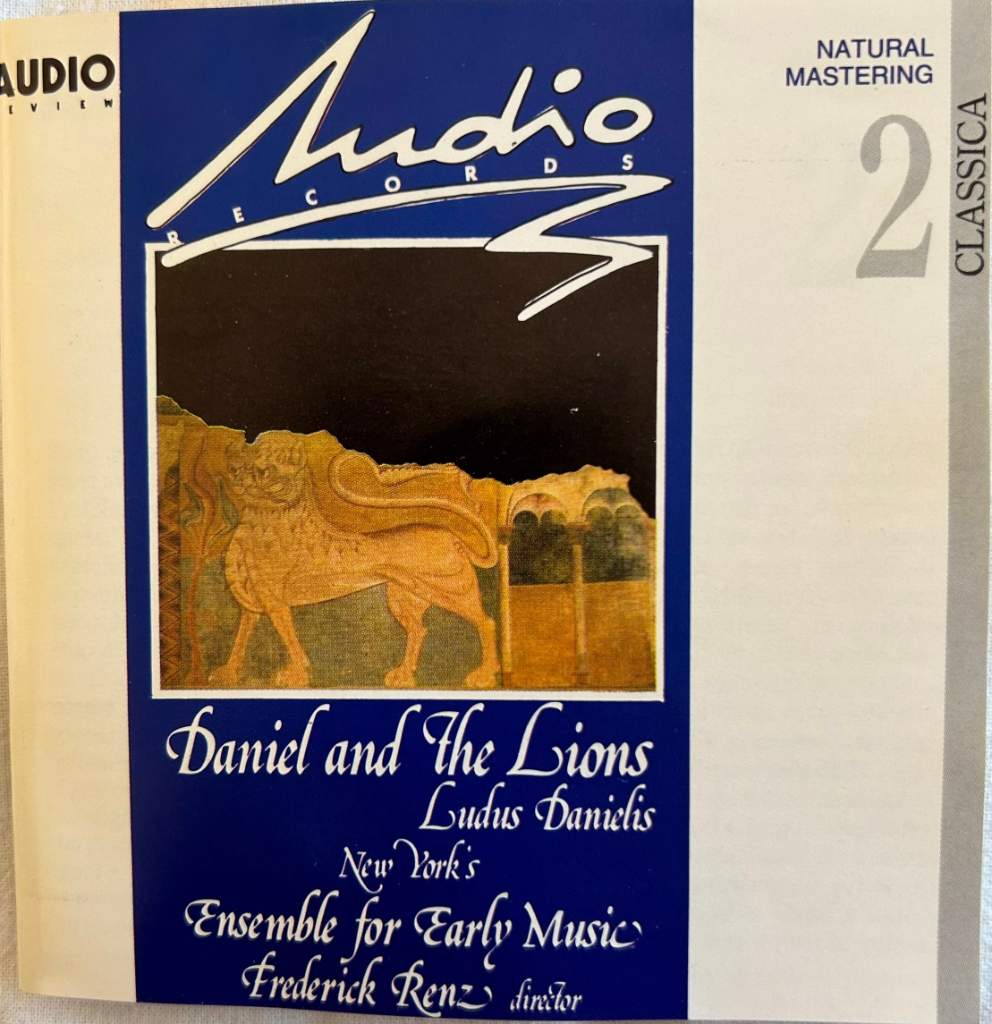 AUDIO
EVIEW
Audio
RECORDS
NATURAL
MASTERING
2
CLASSICA
Daniel and the Lions
Ludus Danielis
New York's
Ensemble for Early Music
Frederick Renz director